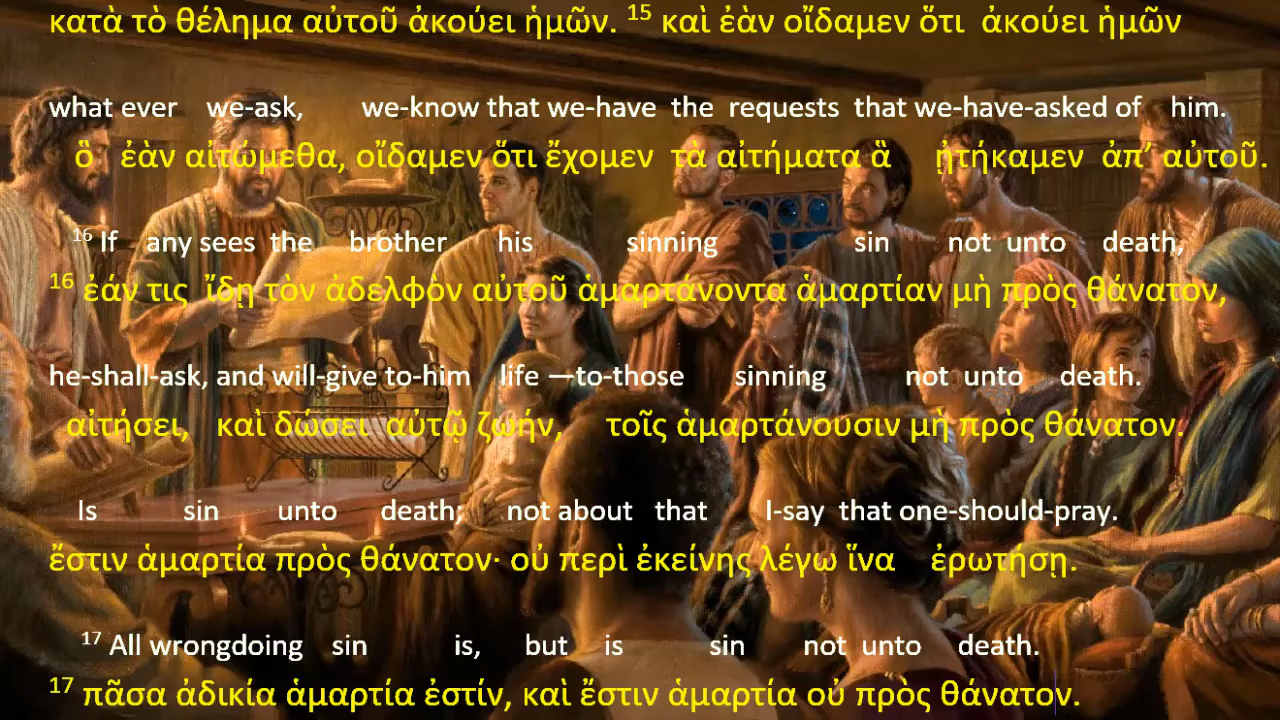 κατὰ τὸ θέλημα αὐτοῦ ἀκούει ἡμῶν. 15 καὶ ἐὰν οἴδαμεν ὅτι ἀκούει ἡμῶν
what ever we-ask, we-know that we-have the requests that we-have-asked of him.
ὃ ἐὰν αἰτώμεθα, οἴδαμεν ὅτι ἔχομεν τὰ αἰτήματα ἃ ᾐτήκαμεν ἀπ’ αὐτοῦ.
16 If any sees the brother his sinning sin not unto death,
16 ἐάν τις ἴδῃ τὸν ἀδελφὸν αὐτοῦ ἁμαρτάνοντα ἁμαρτίαν μὴ πρὸς θάνατον,
he-shall-ask, and will-give to-him life —to-those sinning not unto death.
αἰτήσει, καὶ δώσει αὐτῷ ζωήν, τοῖς ἁμαρτάνουσιν μὴ πρὸς θάνατον.
Is sin unto death; not about that I-say that one-should-pray.
ἔστιν ἁμαρτία πρὸς θάνατον· οὐ περὶ ἐκείνης λέγω ἵνα ἐρωτήσῃ.
17 All wrongdoing sin is, but is sin not unto death.
17 πᾶσα ἀδικία ἁμαρτία ἐστίν, καὶ ἔστιν ἁμαρτία οὐ πρὸς θάνατον.